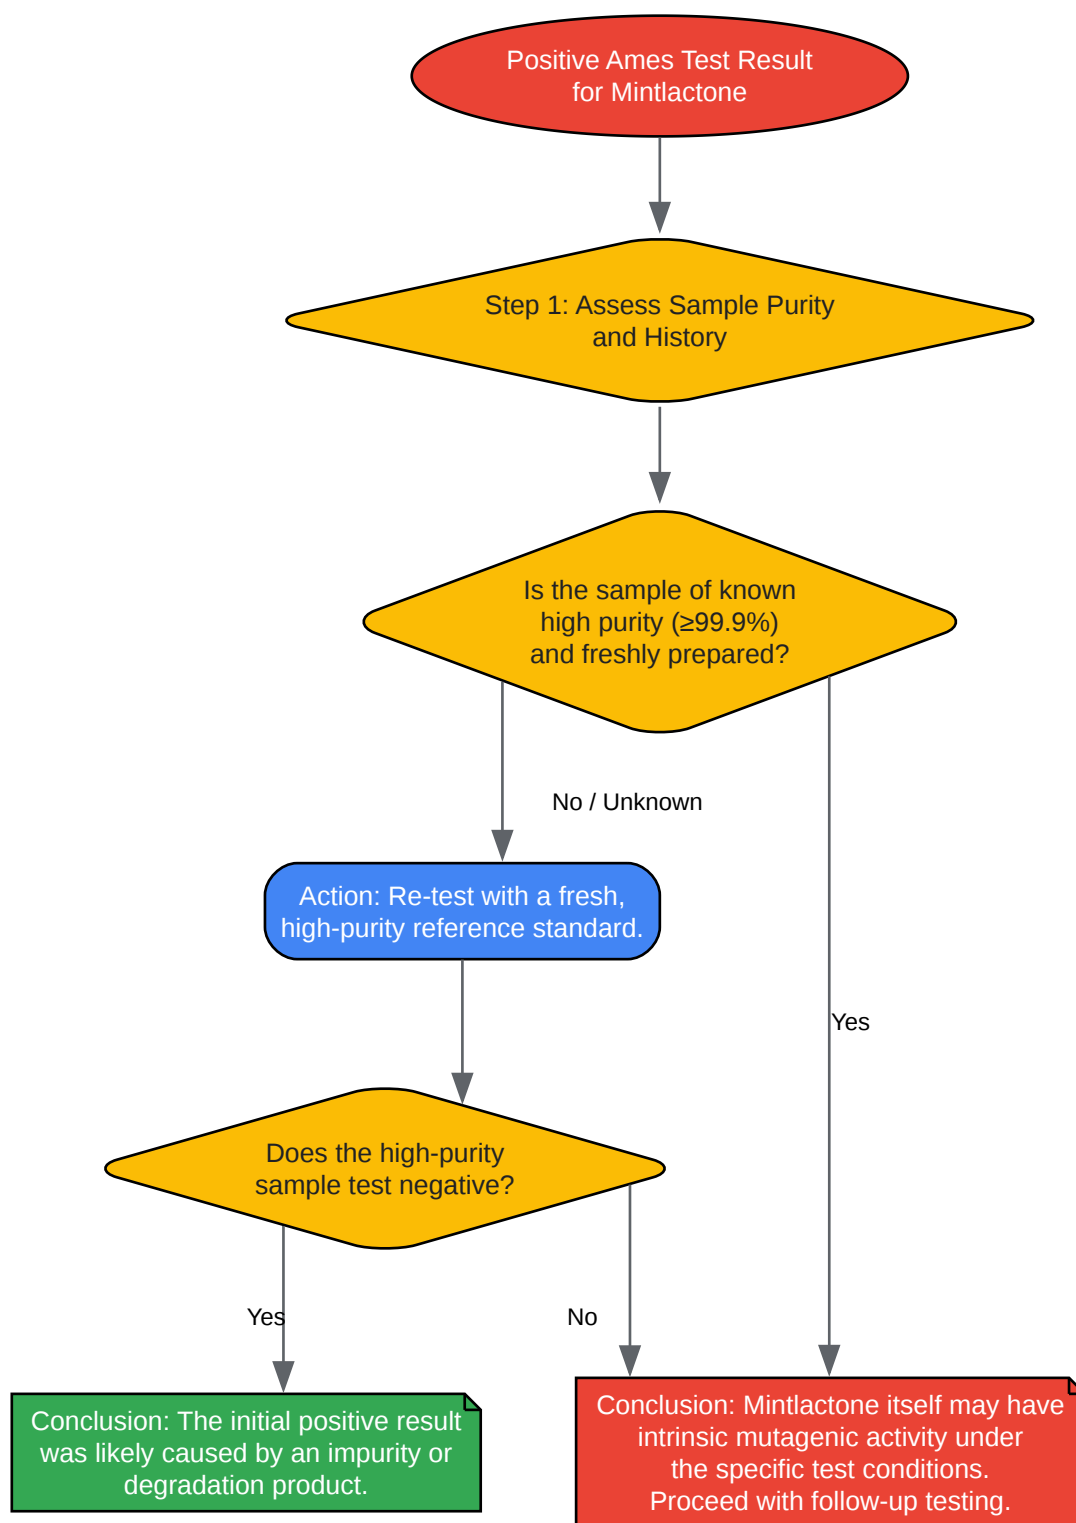 Positive Ames Test Result
for Mintlactone
Step 1: Assess Sample Purity
and History
Is the sample of known
high purity (≥99.9%)
and freshly prepared?
No / Unknown
Action: Re-test with a fresh,
high-purity reference standard.
Yes
Does the high-purity
sample test negative?
Yes
No
Conclusion: The initial positive result
was likely caused by an impurity or
degradation product.
Conclusion: Mintlactone itself may have
intrinsic mutagenic activity under
the specific test conditions.
Proceed with follow-up testing.